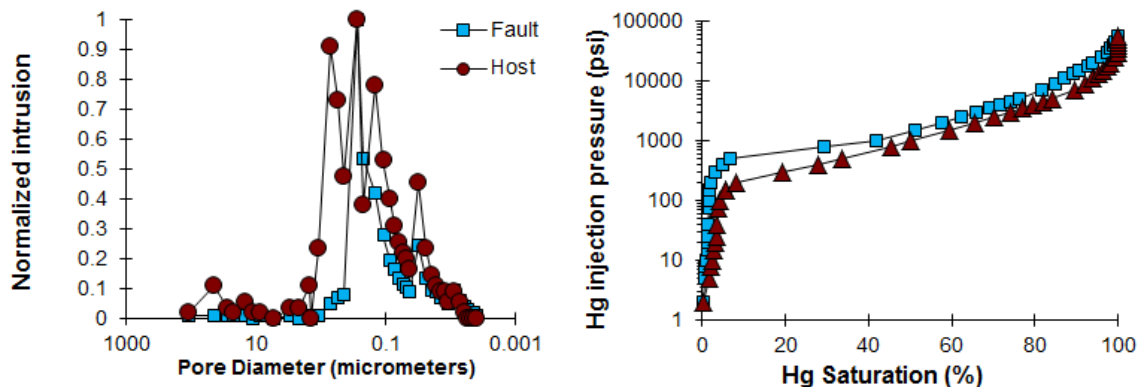 Normalized intrusion
1
0.9
0.8
0.7
0.6
0.5
0.4
0.3
0.2
0.1
0
Fault
Host
1000 10 0.1 0.001
Pore Diameter (micrometers)
Hg injection pressure (psi)
100000
10000
1000
100
10
1
0 20 40 60 80 100
Hg Saturation (%)